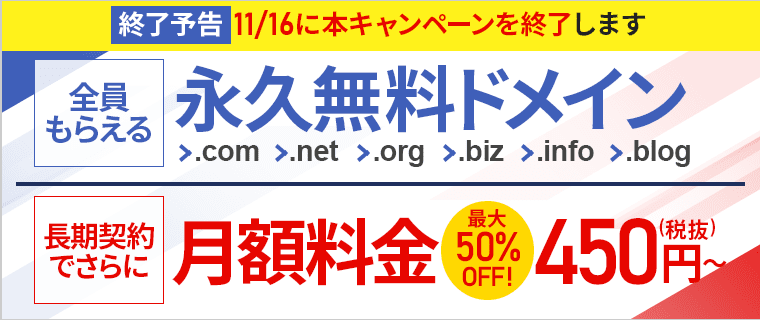 終了予告 11/16に本キャンペーンを終了します
全員
もらえる
永久無料ドメイン
.com .net .org .biz .info .blog
長期契約
でさらに
月額料金
最大
50%
OFF!
450円(税抜)～